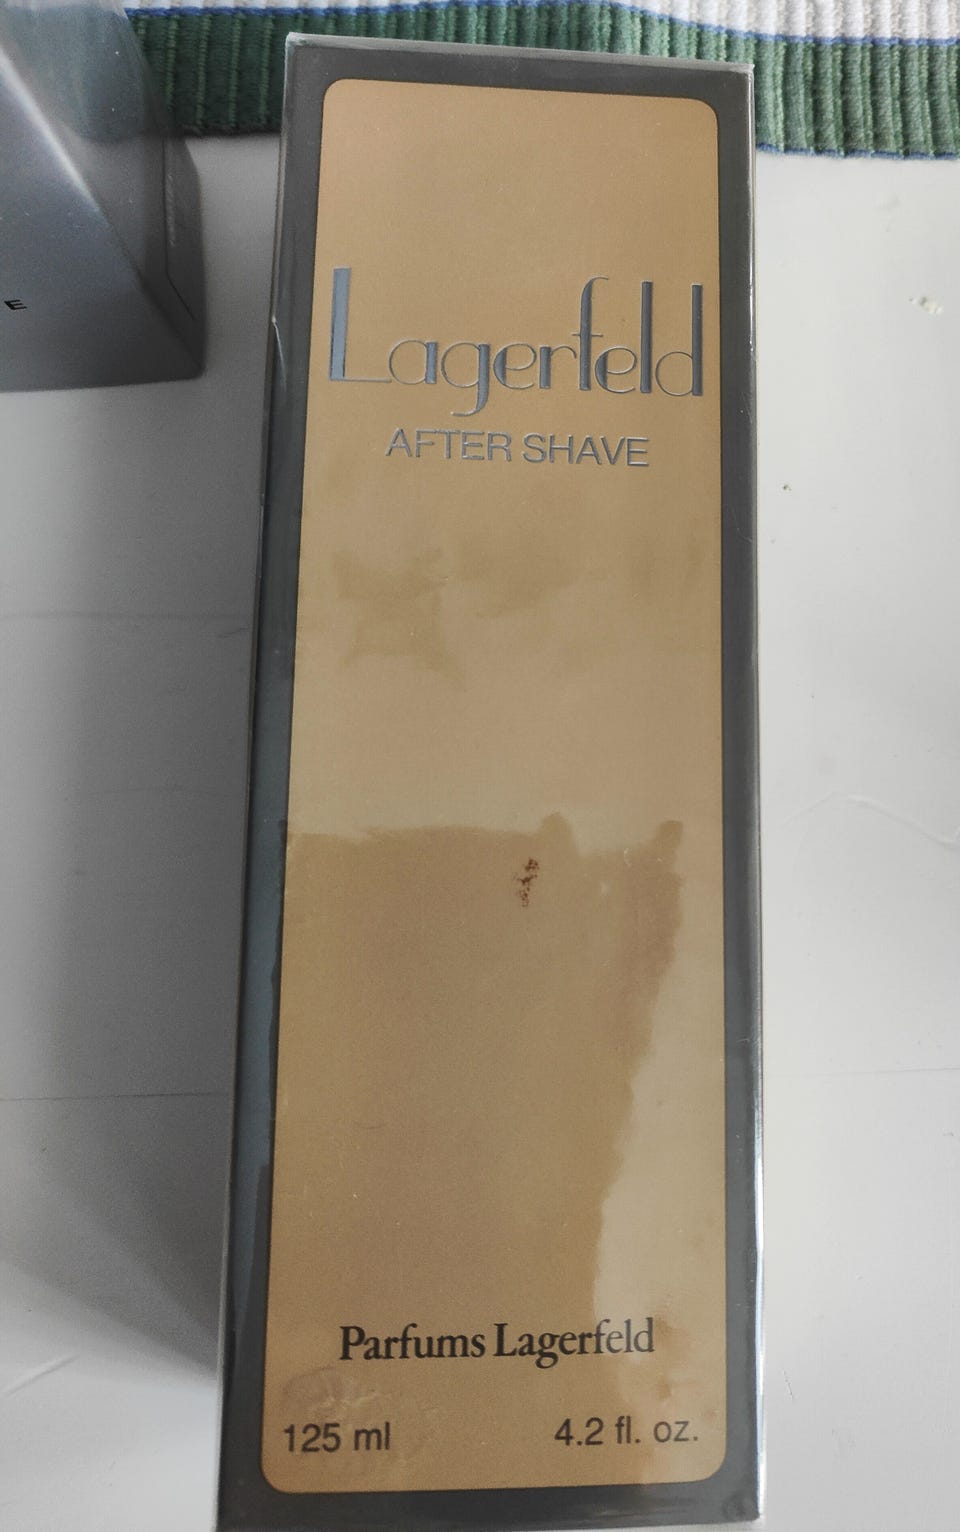 E
Lagerfeld
AFTER SHAVE
Parfums Lagerfeld
125 ml 4.2 fl. oz.